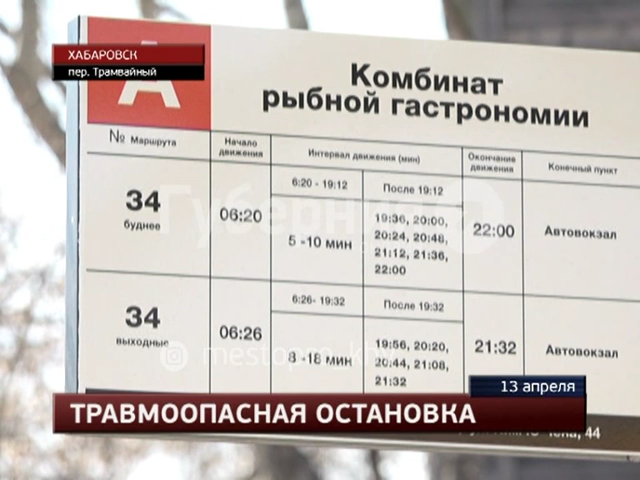 ХАБАРОВСК
пер. Трамвайный
А
Комбинат
рыбной гастрономии
№ Маршрута
Начало движения
Интервал движения (мин)
Окончание движения
Конечный пункт
34
буднее
06:20
6:20 - 19:12
5 -10 мин
После 19:12
19:36, 20:00,
20:24, 20:48,
21:12, 21:36,
22:00
22:00
Автовокзал
34
выходные
06:26
6:26- 19:32
8-18 мин
После 19:32
19:56, 20:20,
20:44, 21:08,
21:32
21:32
Автовокзал
Губерния
13 апреля
ТРАВМООПАСНАЯ ОСТАНОВКА
44